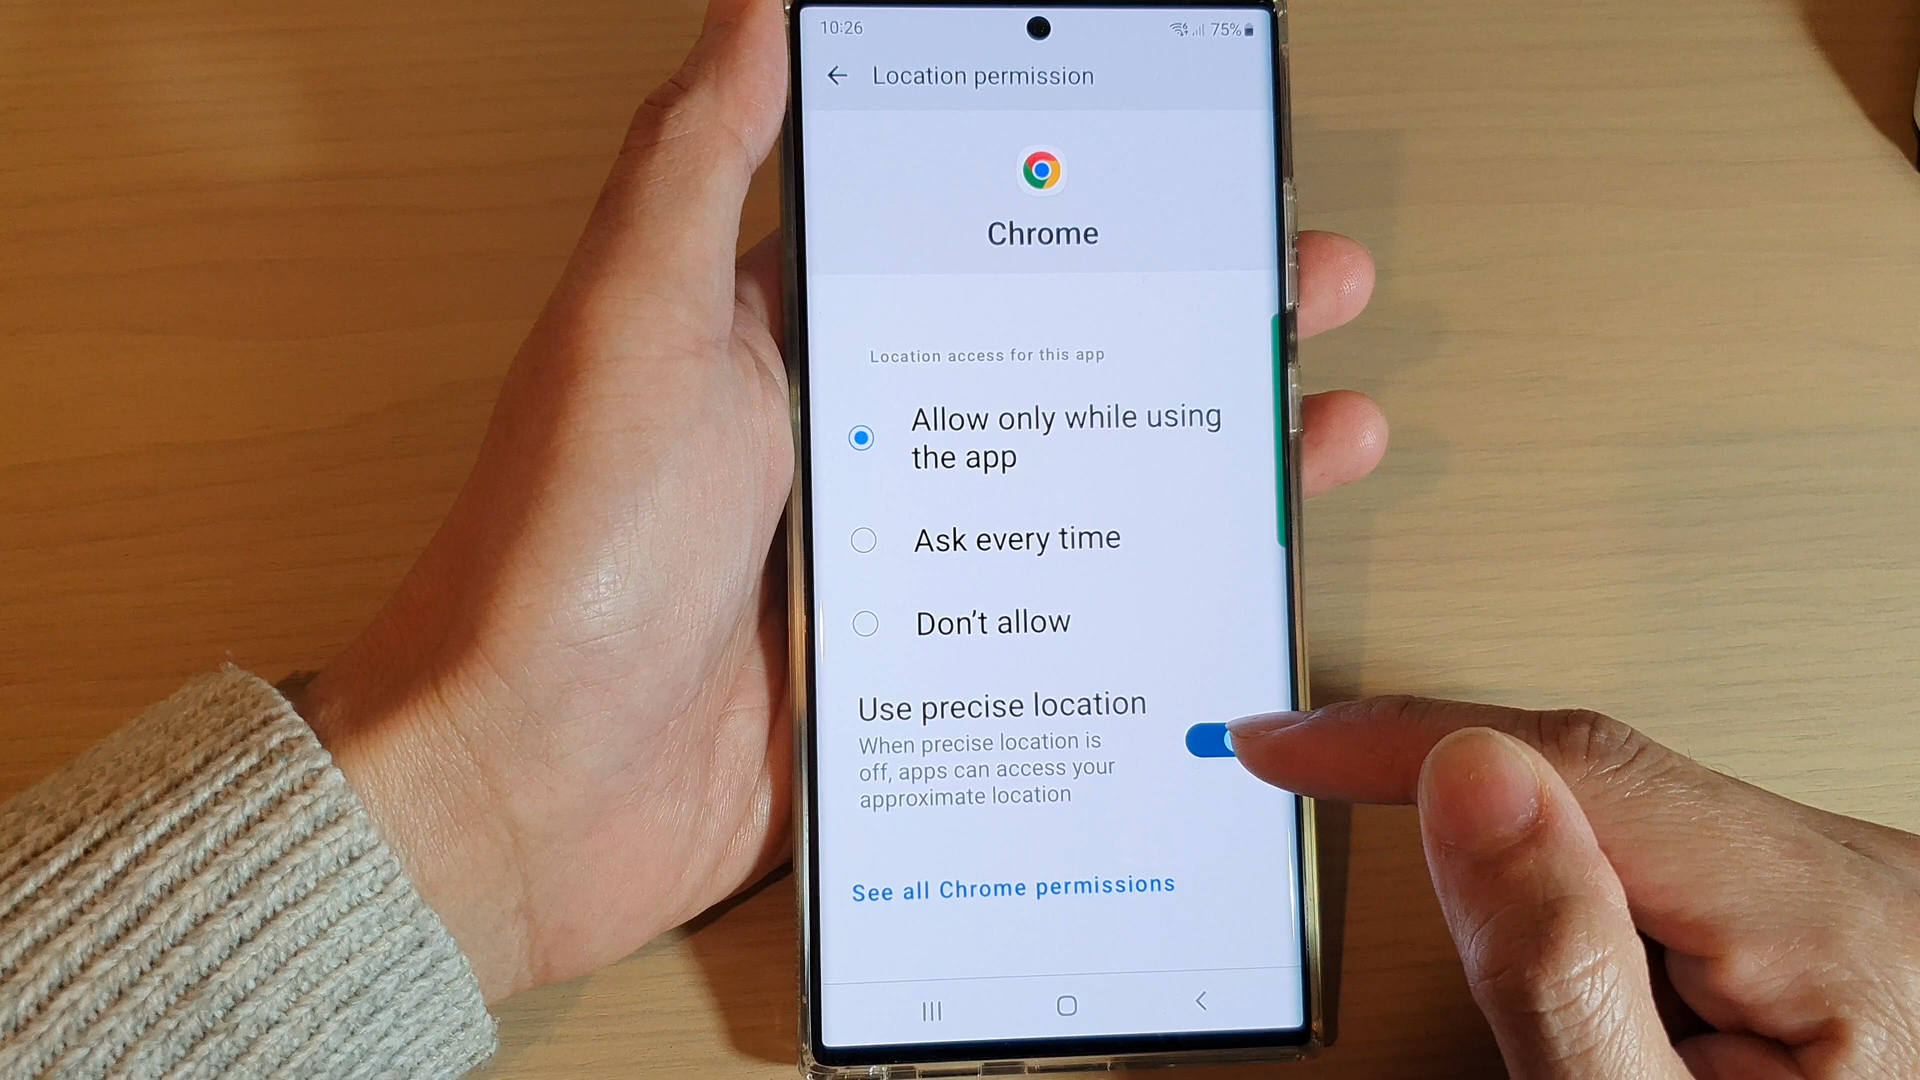 10:26
75%
Location permission
Chrome
Location access for this app
Allow only while using
the app
Ask every time
Don't allow
Use precise location
When precise location is
off, apps can access your
approximate location
See all Chrome permissions